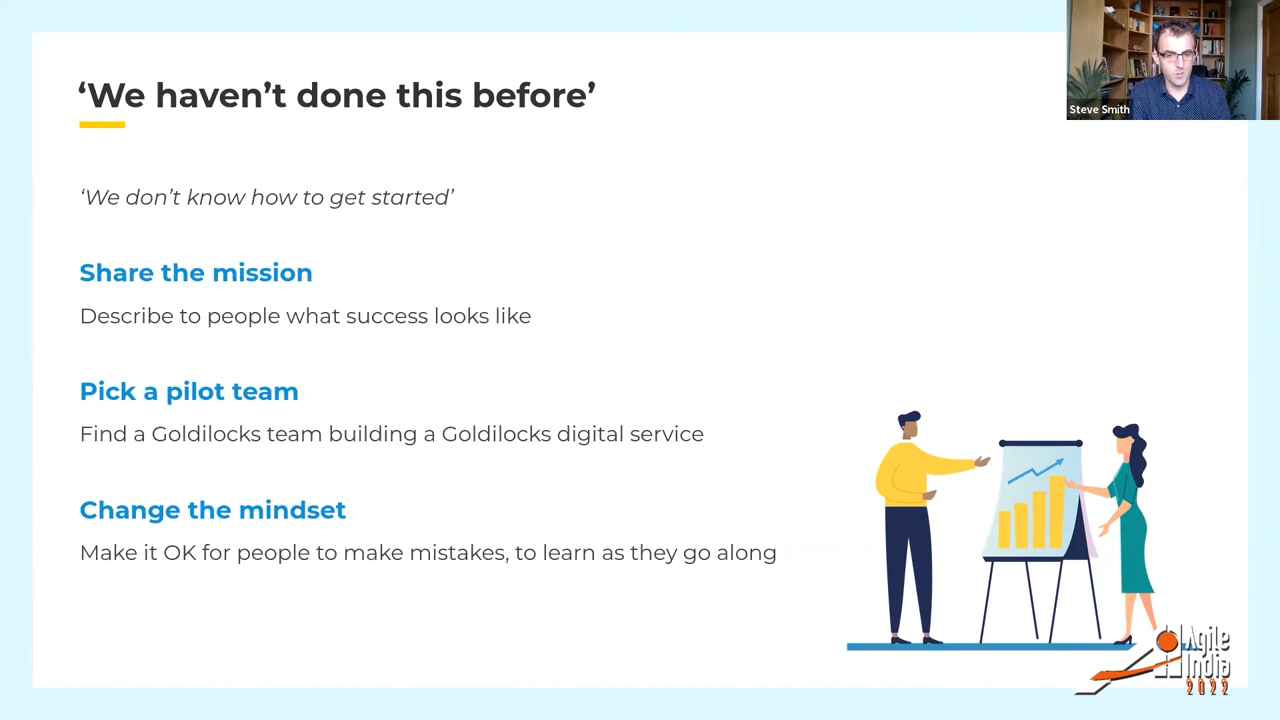 ‘We haven’t done this before’
Steve Smith
‘We don’t know how to get started’
Share the mission
Describe to people what success looks like
Pick a pilot team
Find a Goldilocks team building a Goldilocks digital service
Change the mindset
Make it OK for people to make mistakes, to learn as they go along
Agile
India
2022